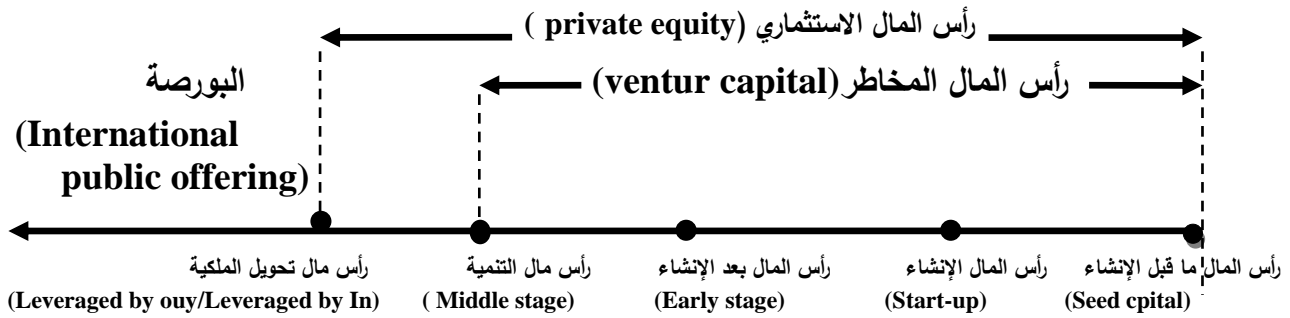 رأس المال الاستثماري (private equity )
رأس المال المخاطر (ventur capital)
البورصة
(International
public offering)
رأس المال ما قبل الإنشاء
(Seed cpital)
رأس المال الإنشاء
(Start-up)
رأس المال بعد الإنشاء
(Early stage)
رأس مال التنمية
( Middle stage)
رأس مال تحويل الملكية
(Leveraged by ouy/Leveraged by In)